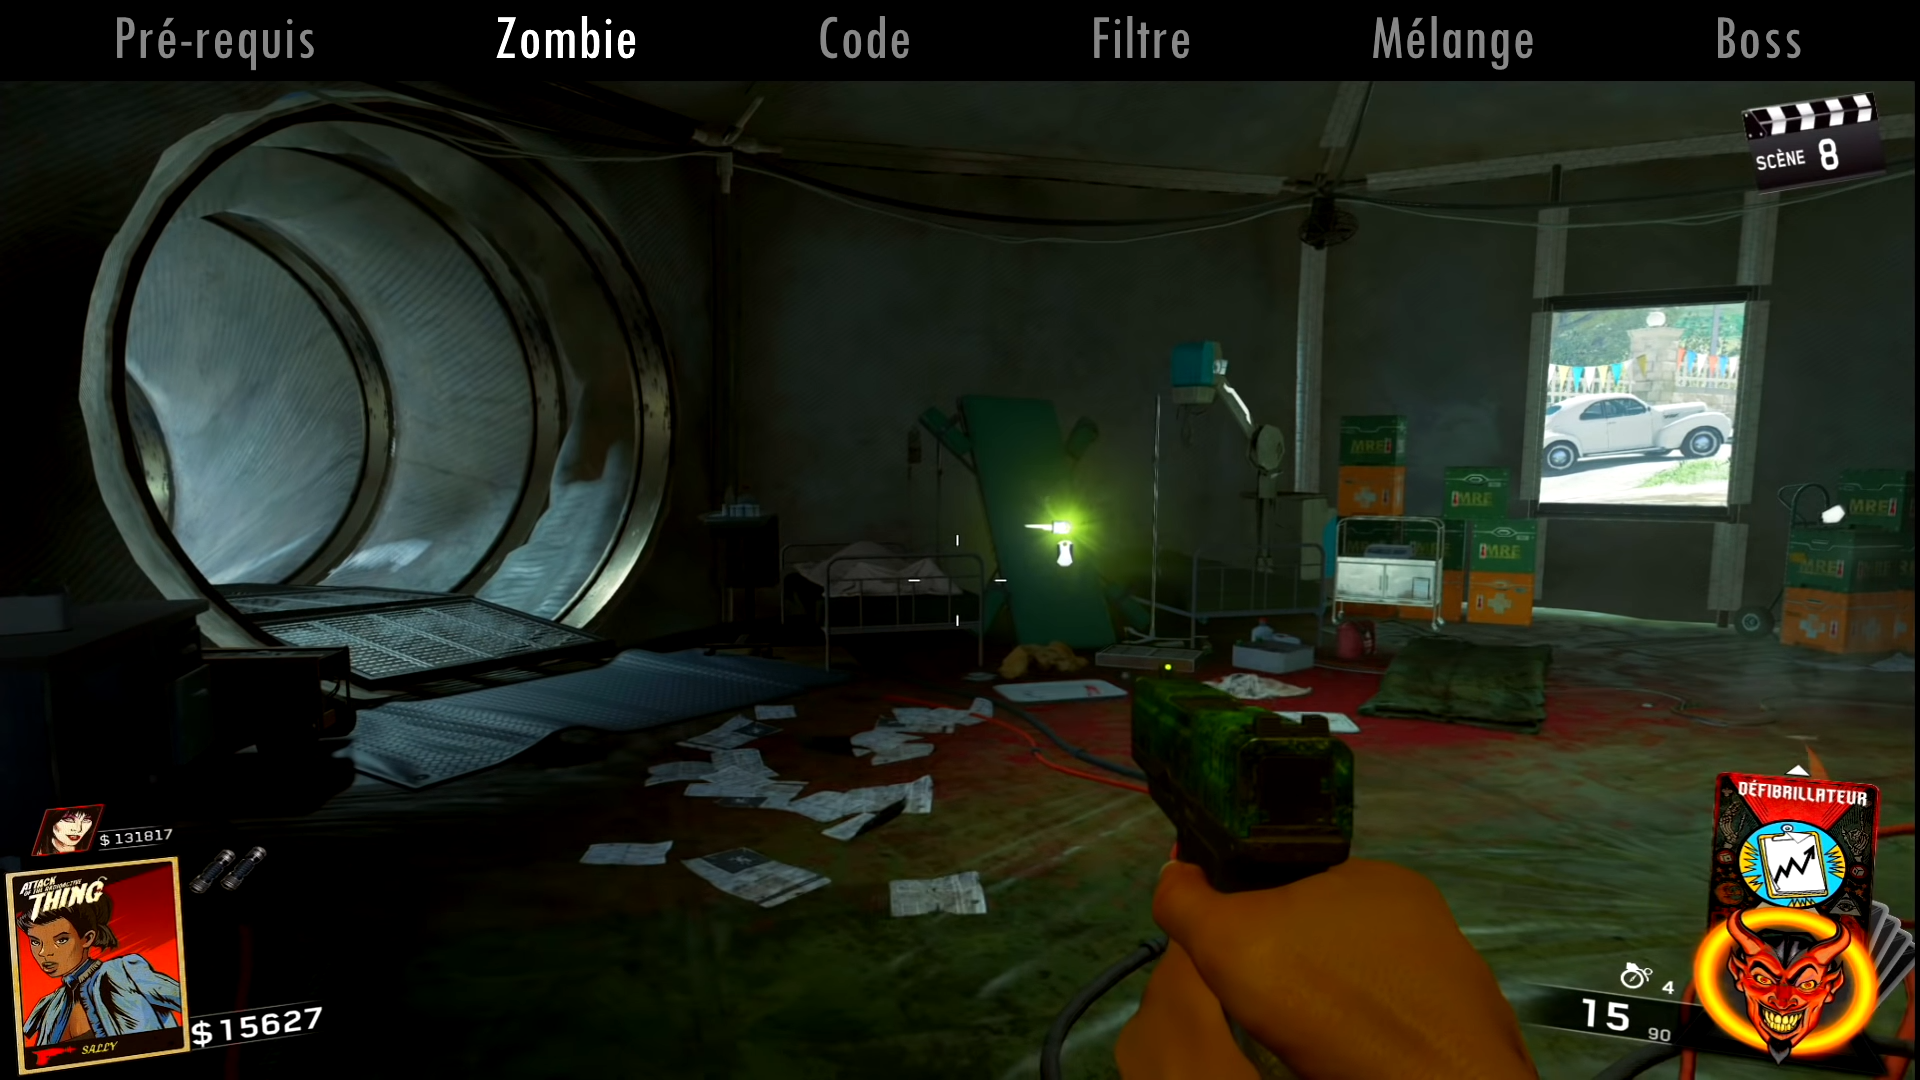 Pré-requis Zombie Code Filtre Mélange Boss
SCÈNE 8
MRE
MRE
MRE
MRE
MRE
DÉFIBRILLATEUR
$ 131817
ATTACK
OF THE RADIOACTIVE
THING
SALLY
$15627
4
15 90